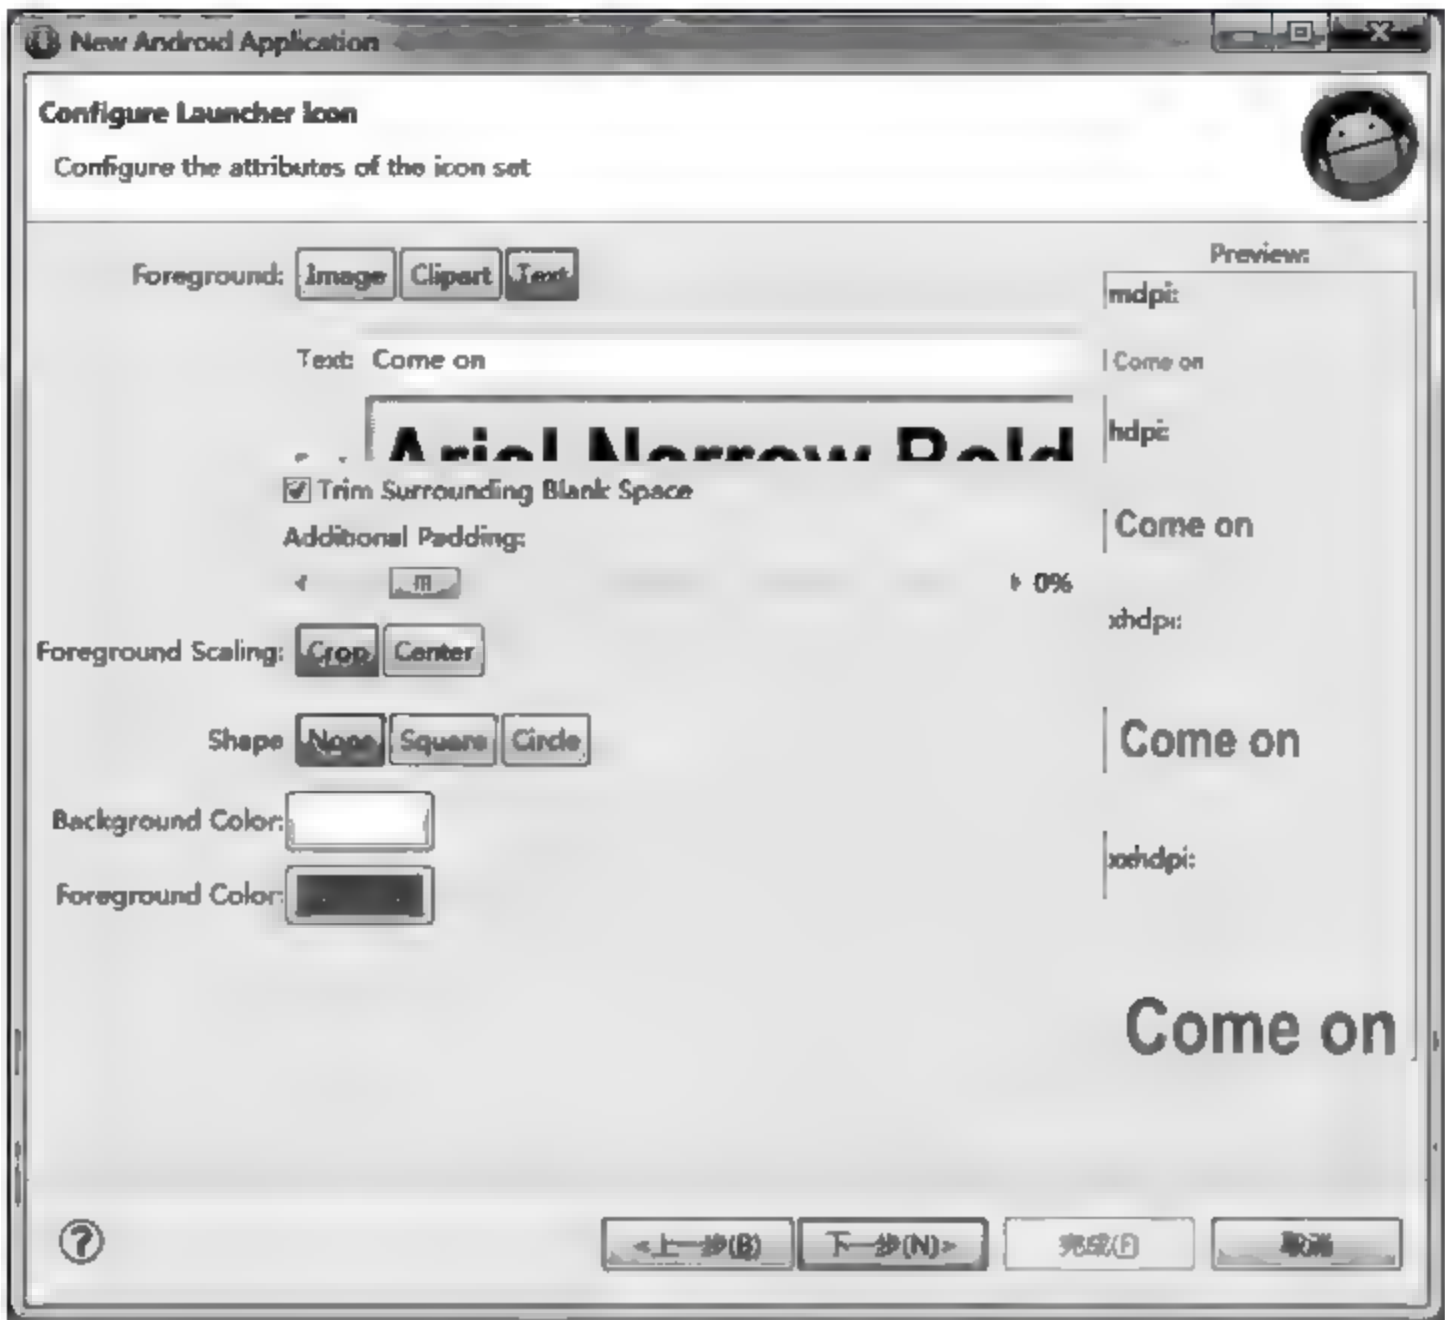 New Android Application
Configure Launcher Icon
Configure the attributes of the icon set
Foreground: Image Clipart Text
Text: Come on
Arial Narrow Bold
Trim Surrounding Blank Space
Additional Padding:
0%
Foreground Scaling: Crop Center
Shape None Square Circle
Background Color:
Foreground Color:
Preview:
mdpi:
Come on
hdpi:
Come on
xhdpi:
Come on
xxhdpi:
Come on
<上一步(B) 下一步(N)> 完成(F) 取消